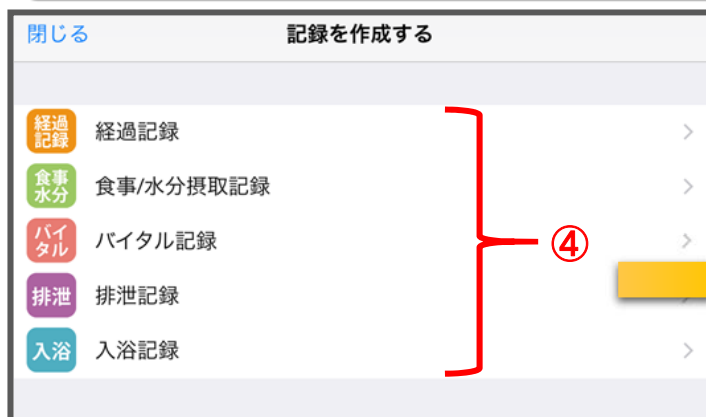 閉じる 記録を作成する
経過
記録 経過記録
食事
水分 食事/水分摂取記録
バイ
タル バイタル記録
④
排泄 排泄記録
入浴 入浴記録